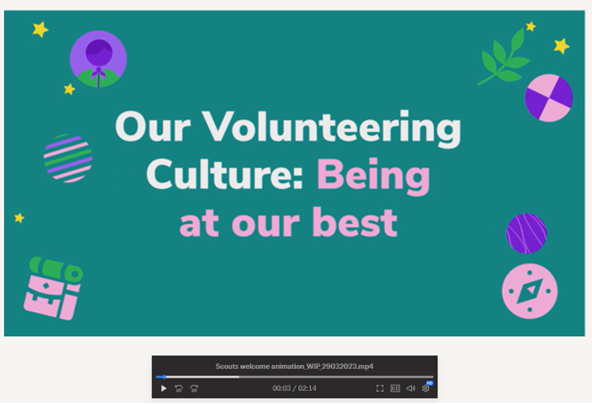 Our Volunteering
Culture: Being
at our best
Scouts welcome animation_WIP_29032023.mp4
00:03 / 02:14